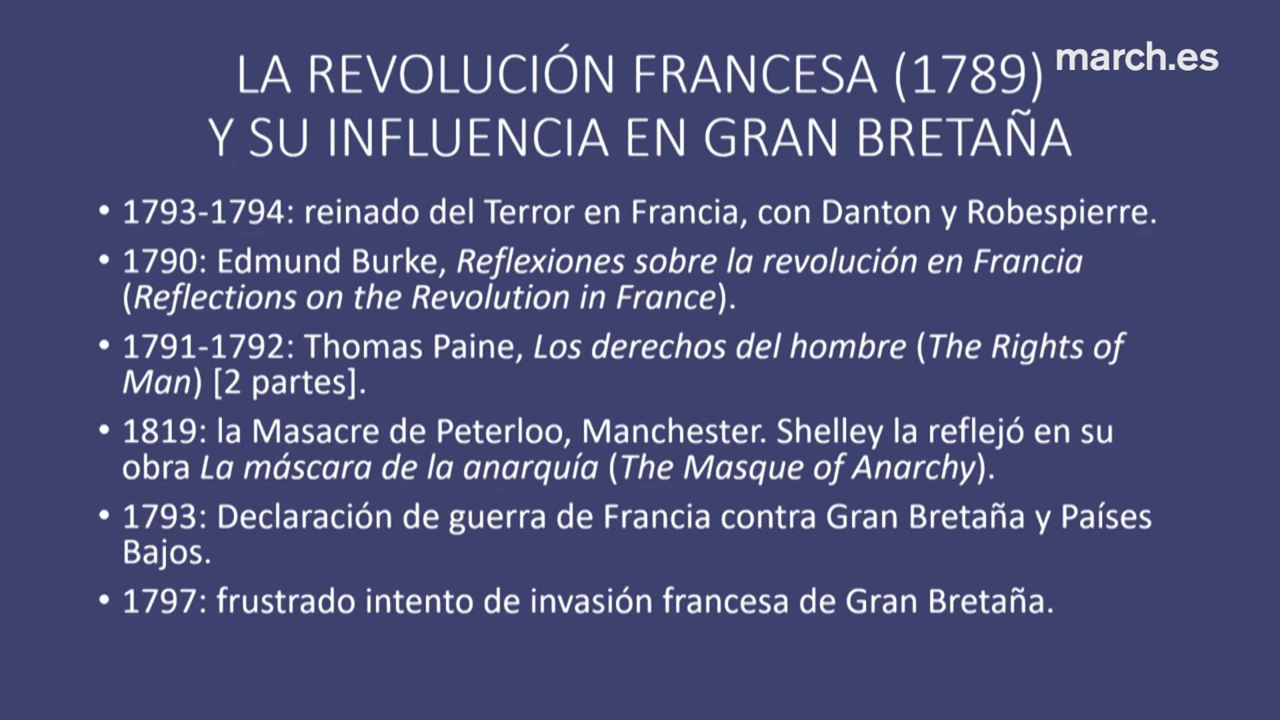 march.es
LA REVOLUCIÓN FRANCESA (1789)
Y SU INFLUENCIA EN GRAN BRETAÑA
• 1793-1794: reinado del Terror en Francia, con Danton y Robespierre.
• 1790: Edmund Burke, Reflexiones sobre la revolución en Francia
(Reflections on the Revolution in France).
• 1791-1792: Thomas Paine, Los derechos del hombre (The Rights of
Man) [2 partes].
• 1819: la Masacre de Peterloo, Manchester. Shelley la reflejó en su
obra La máscara de la anarquía (The Masque of Anarchy).
• 1793: Declaración de guerra de Francia contra Gran Bretaña y Países
Bajos.
• 1797: frustrado intento de invasión francesa de Gran Bretaña.